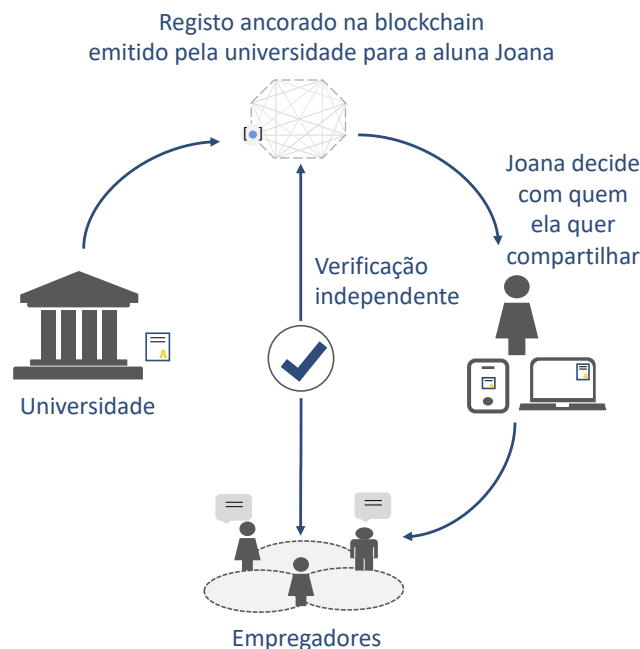 Registo ancorado na blockchain
emitido pela universidade para a aluna Joana
Joana decide
com quem
ela quer
compartilhar
Verificação
independente
Universidade
Empregadores